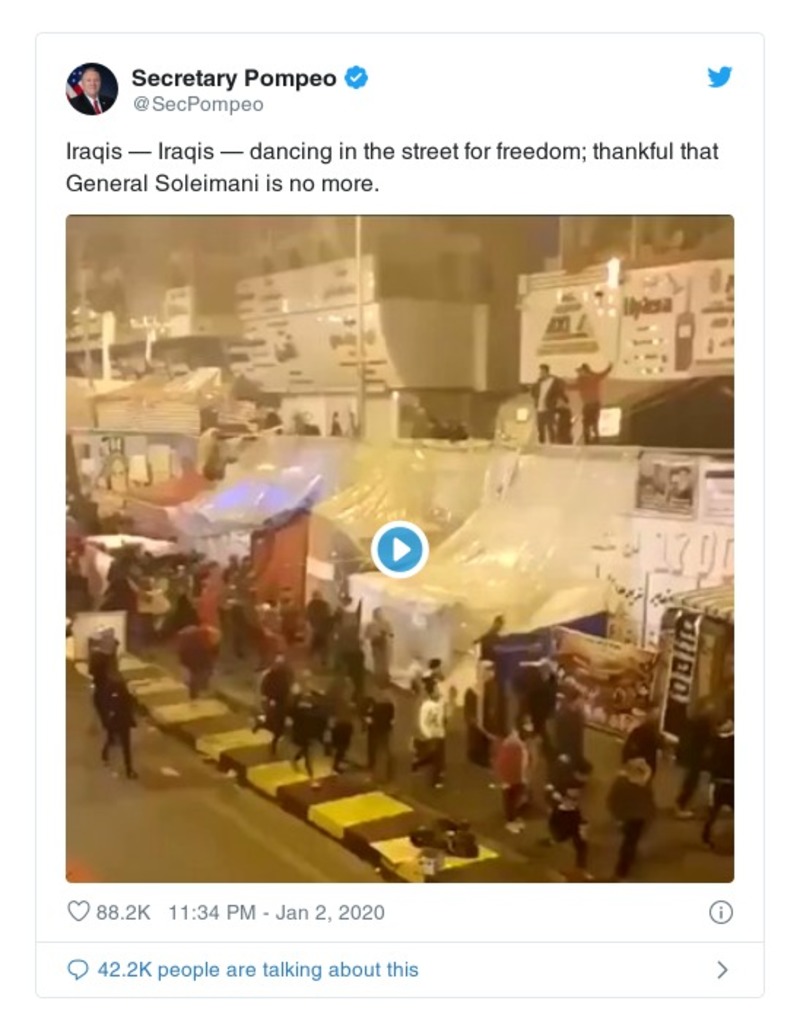 Secretary Pompeo
@SecPompeo
Iraqis — Iraqis — dancing in the street for freedom; thankful that
General Soleimani is no more.
88.2K 11:34 PM - Jan 2, 2020
42.2K people are talking about this